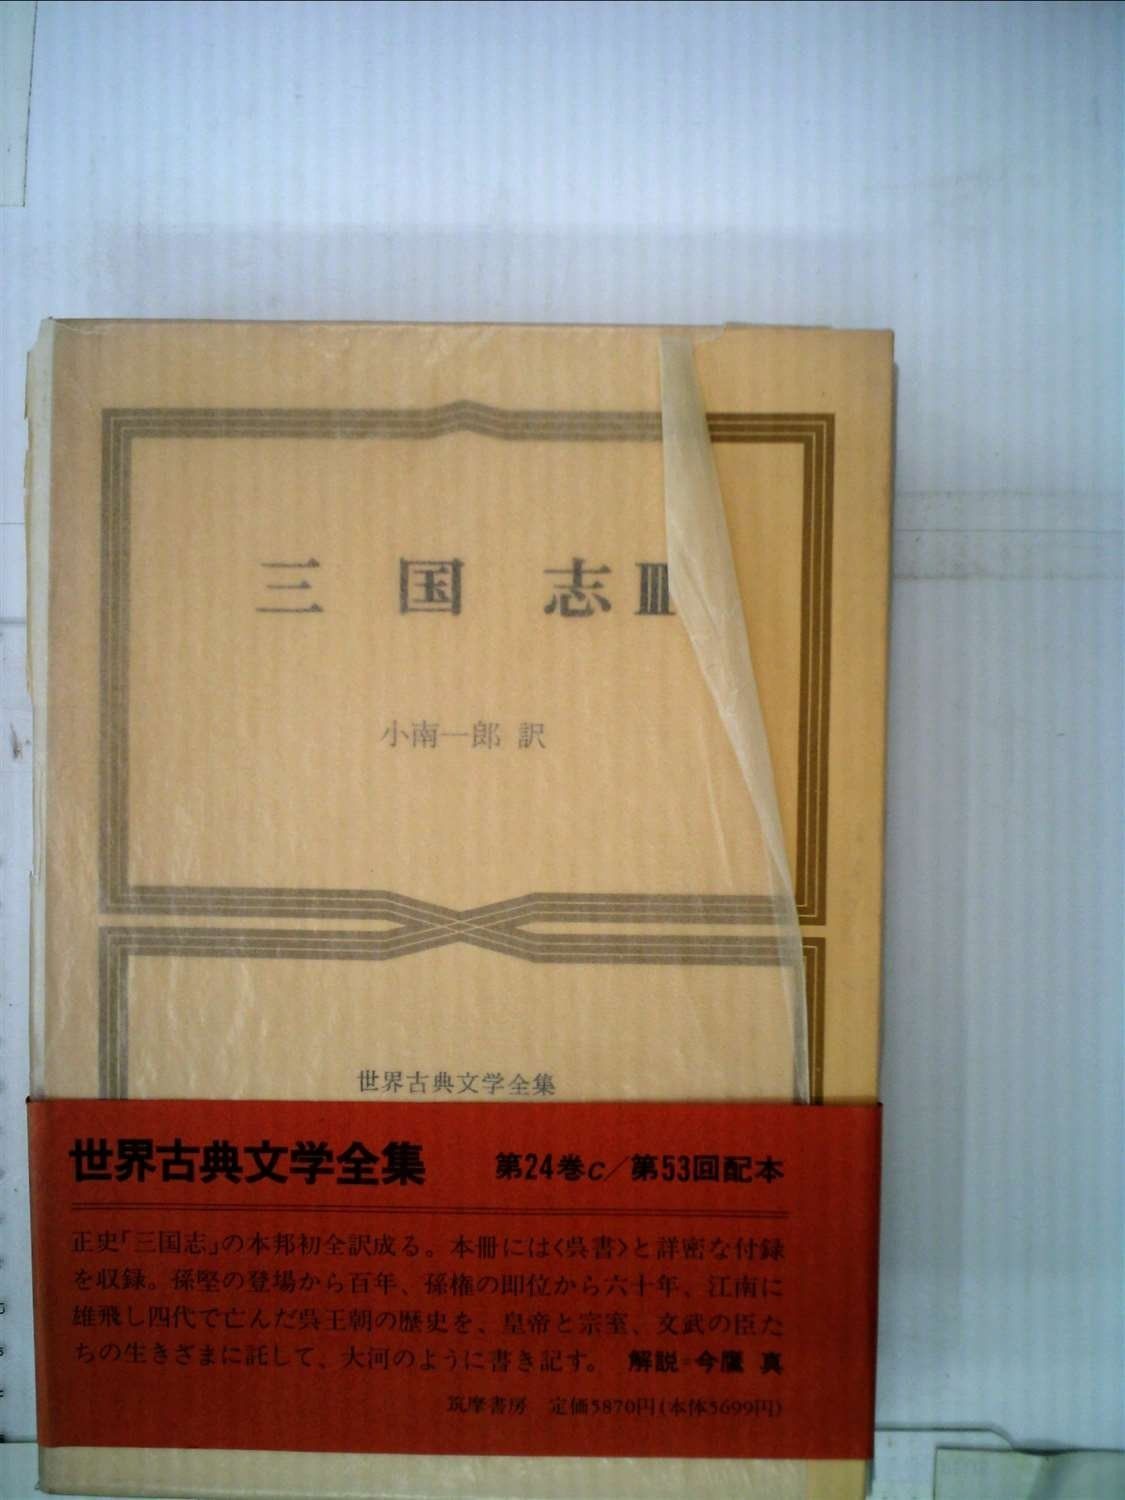 三国志Ⅲ
小南一郎 訳
世界古典文学全集
世界古典文学全集 第24巻C/第53回配本
正史「三国志」の本邦初全訳成る。本冊には〈呉書〉と詳密な付録
を収録。孫堅の登場から百年、孫権の即位から六十年、江南に
雄飛し四代で亡んだ呉王朝の歴史を、皇帝と宗室、文武の臣た
ちの生きざまに託して、大河のように書き記す。 解説=今鷹 真
筑摩書房 定価5870円(本体5699円)